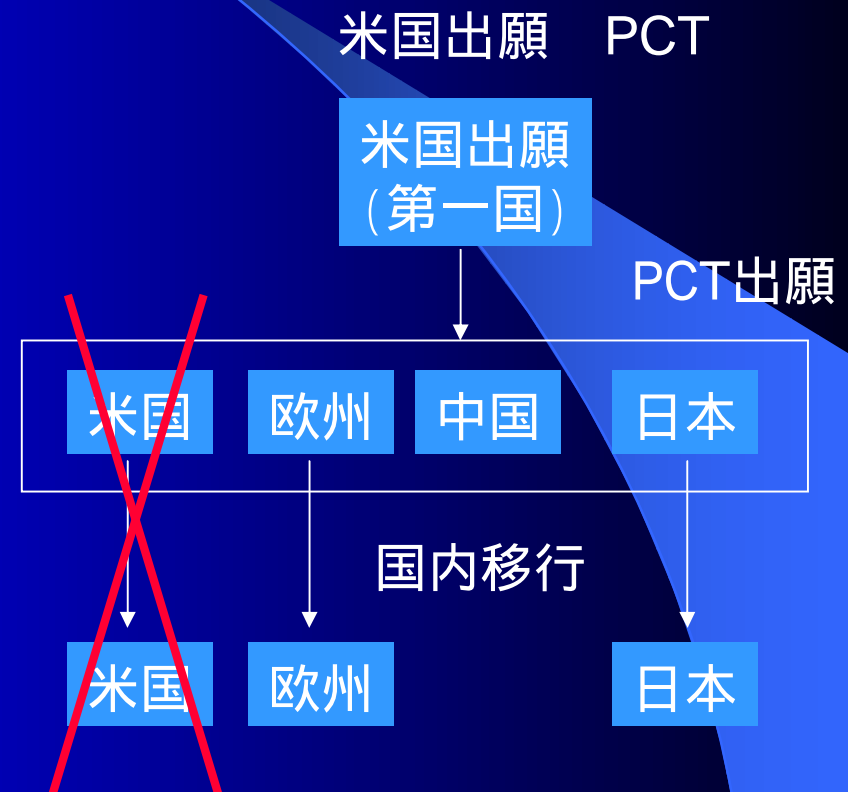 米国出願　PCT
米国出願
(第一国)
PCT出願
米国 欧州 中国 日本
国内移行
米国 欧州 日本